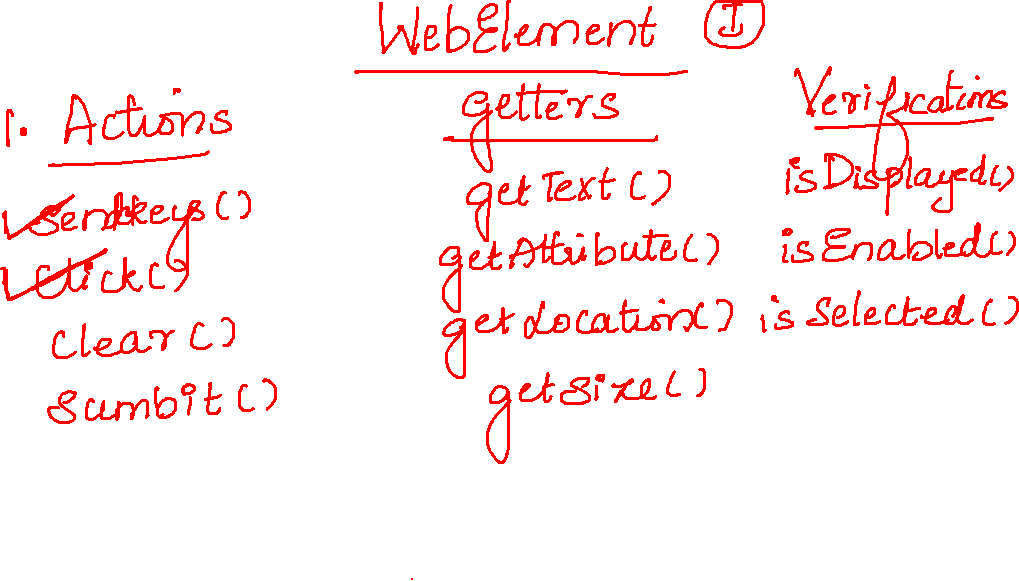 WebElement I
1. Actions
sendkeys()
click()
clear()
sumbit()
getters
getText()
getAttribute()
getLocation()
getSize()
Verifications
isDisplayed()
isEnabled()
isSelected()